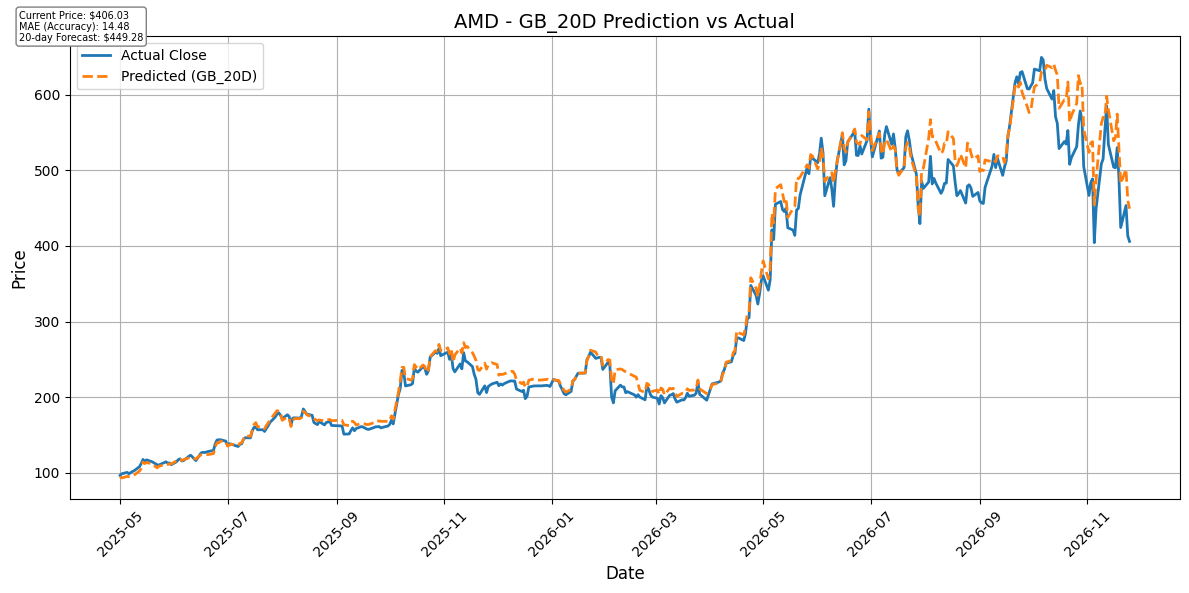 AMD - GB_20D Prediction vs Actual
Current Price: $406.03
MAE (Accuracy): 14.48
20-day Forecast: $449.28
Actual Close
Predicted (GB_20D)
Price
600
500
400
300
200
100
2025-05
2025-07
2025-09
2025-11
2026-01
2026-03
2026-05
2026-07
2026-09
2026-11
Date